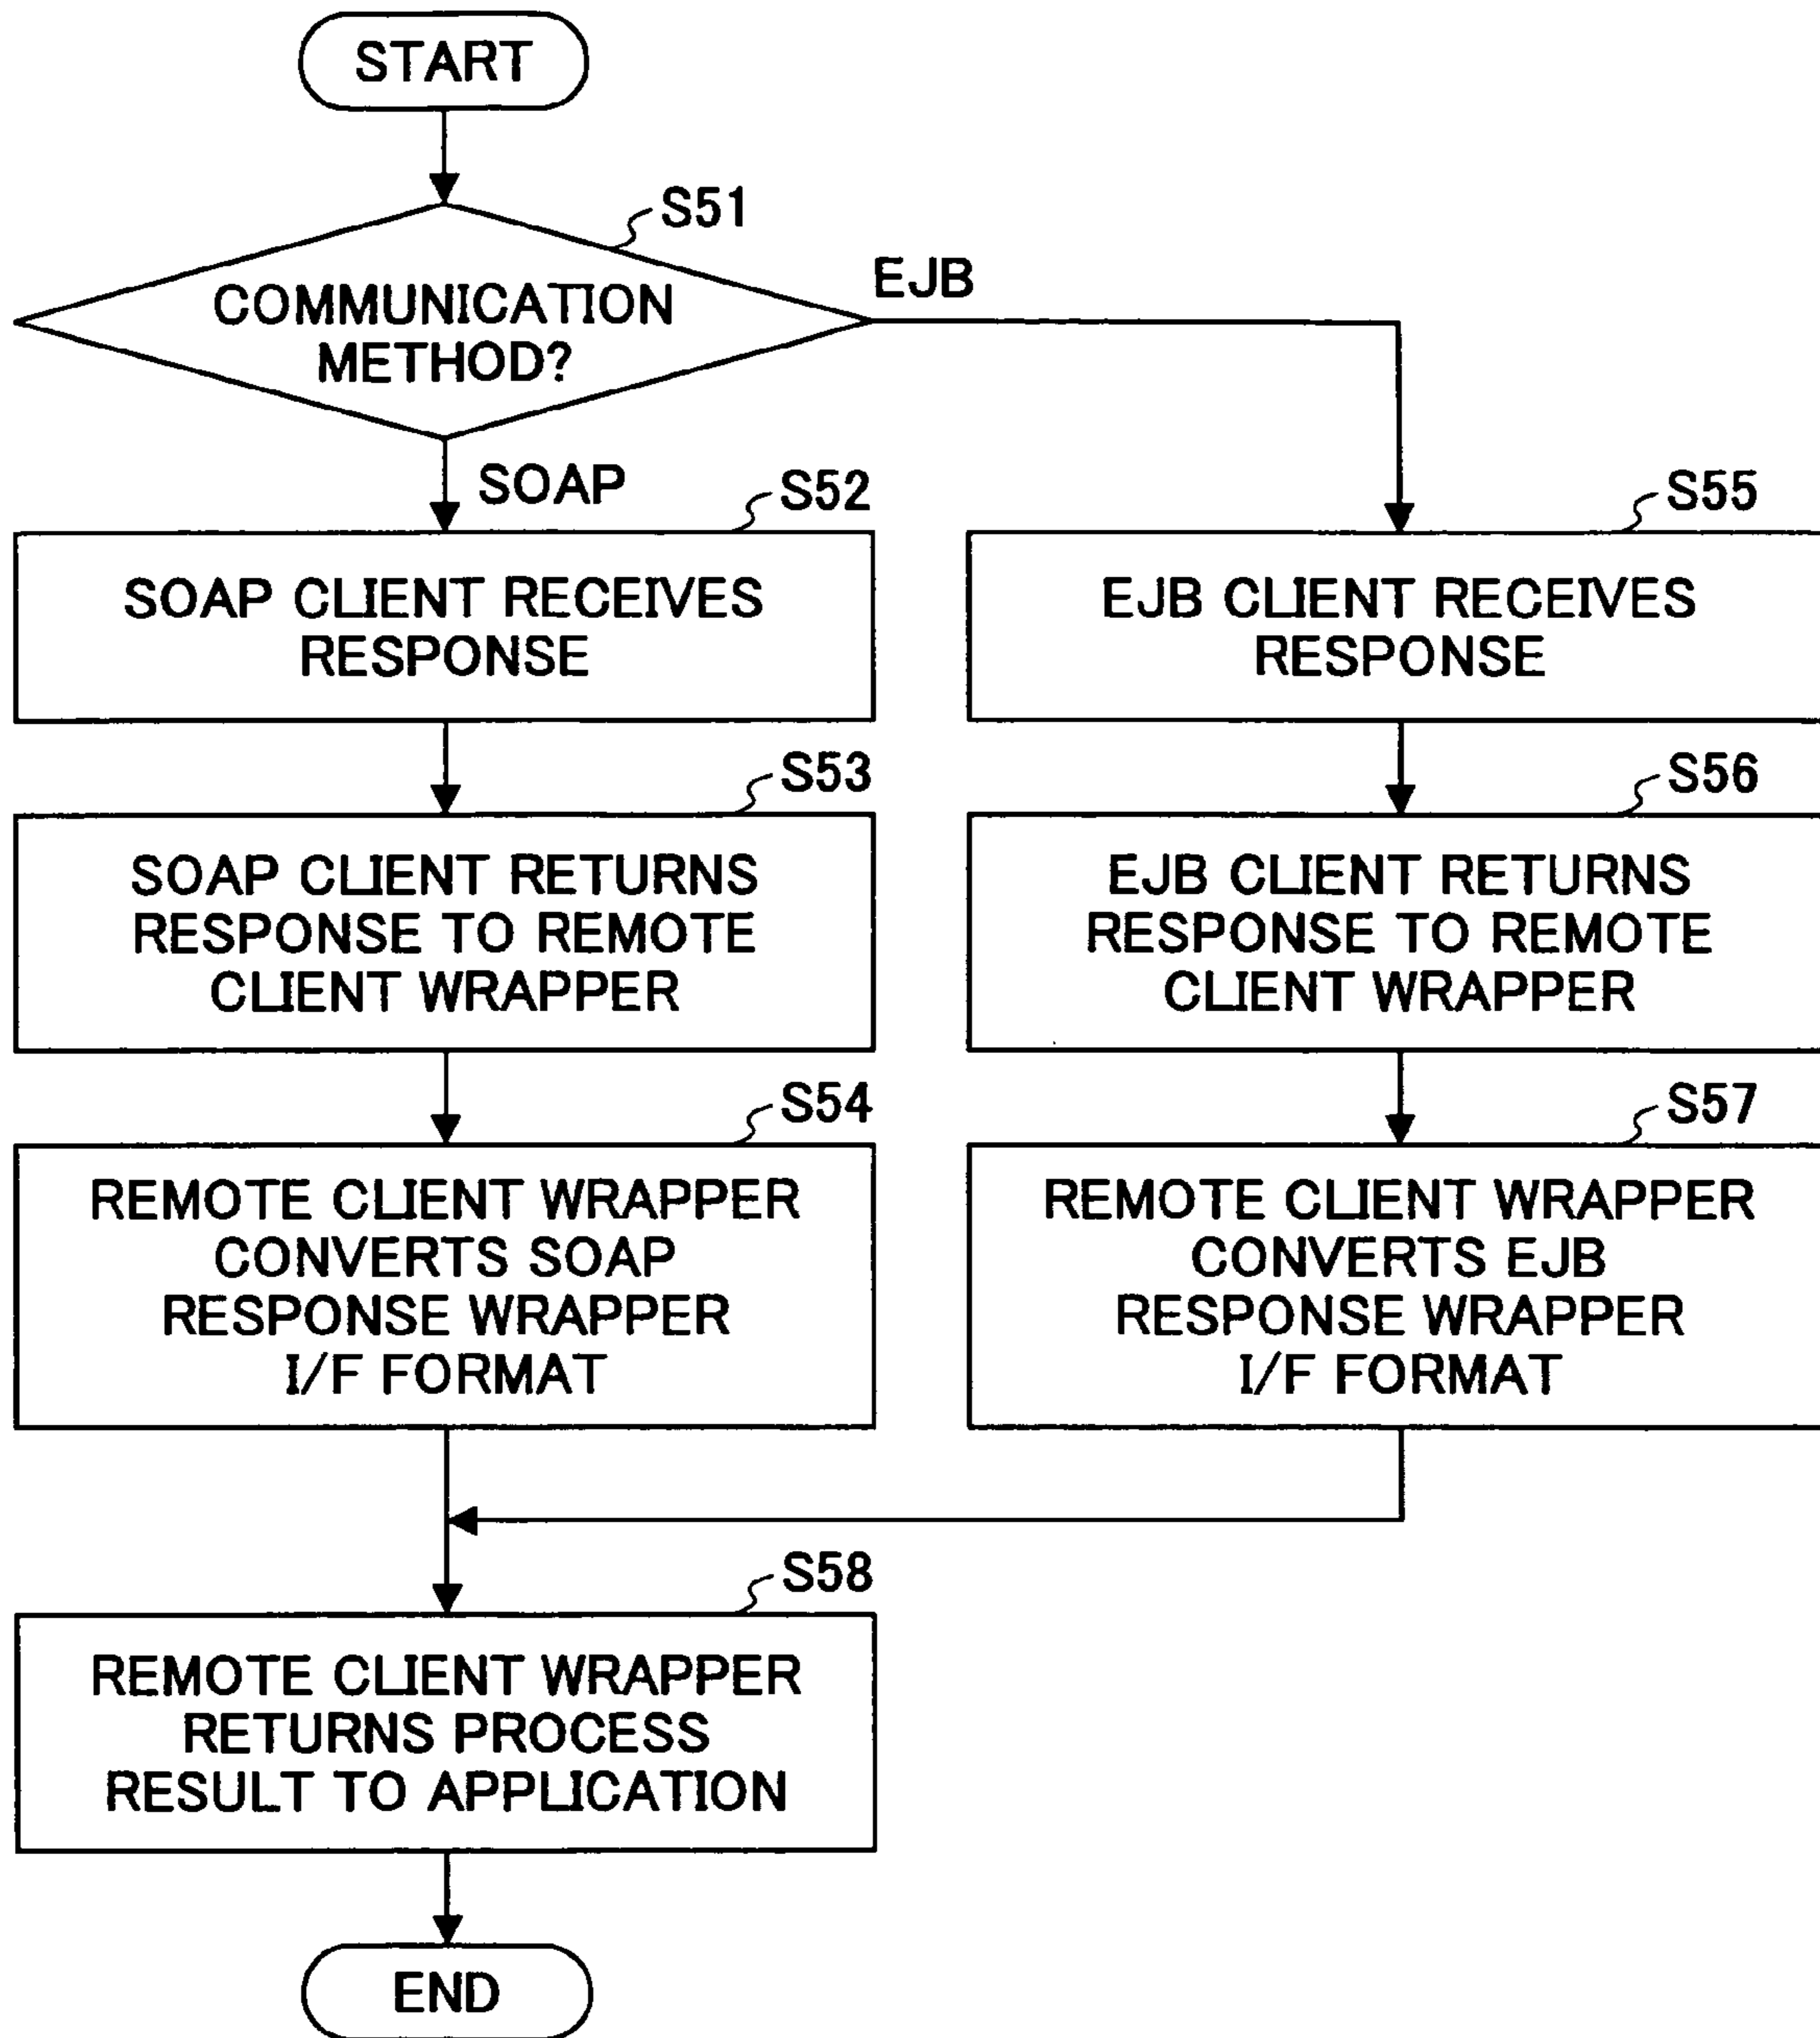 START
S51
COMMUNICATION
METHOD?
EJB
SOAP
S52
SOAP CLIENT RECEIVES
RESPONSE
S55
EJB CLIENT RECEIVES
RESPONSE
S53
SOAP CLIENT RETURNS
RESPONSE TO REMOTE
CLIENT WRAPPER
S56
EJB CLIENT RETURNS
RESPONSE TO REMOTE
CLIENT WRAPPER
S54
REMOTE CLIENT WRAPPER
CONVERTS SOAP
RESPONSE WRAPPER
I/F FORMAT
S57
REMOTE CLIENT WRAPPER
CONVERTS EJB
RESPONSE WRAPPER
I/F FORMAT
S58
REMOTE CLIENT WRAPPER
RETURNS PROCESS
RESULT TO APPLICATION
END